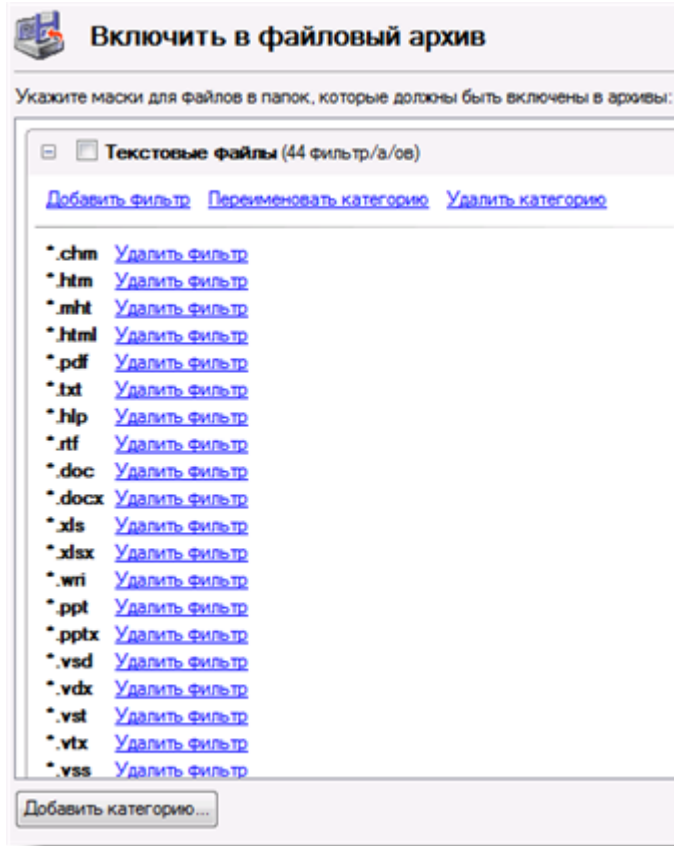 Включить в файловый архив
Укажите маски для файлов в папок, которые должны быть включены в архивы:
Текстовые файлы (44 фильтр/а/ов)
Добавить фильтр Переименовать категорию Удалить категорию
*.chm Удалить фильтр
*.htm Удалить фильтр
*.mht Удалить фильтр
*.html Удалить фильтр
*.pdf Удалить фильтр
*.txt Удалить фильтр
*.hlp Удалить фильтр
*.rtf Удалить фильтр
*.doc Удалить фильтр
*.docx Удалить фильтр
*.xls Удалить фильтр
*.xlsx Удалить фильтр
*.wri Удалить фильтр
*.ppt Удалить фильтр
*.pptx Удалить фильтр
*.vsd Удалить фильтр
*.vdx Удалить фильтр
*.vst Удалить фильтр
*.vtx Удалить фильтр
*.vss Удалить фильтр
Добавить категорию...